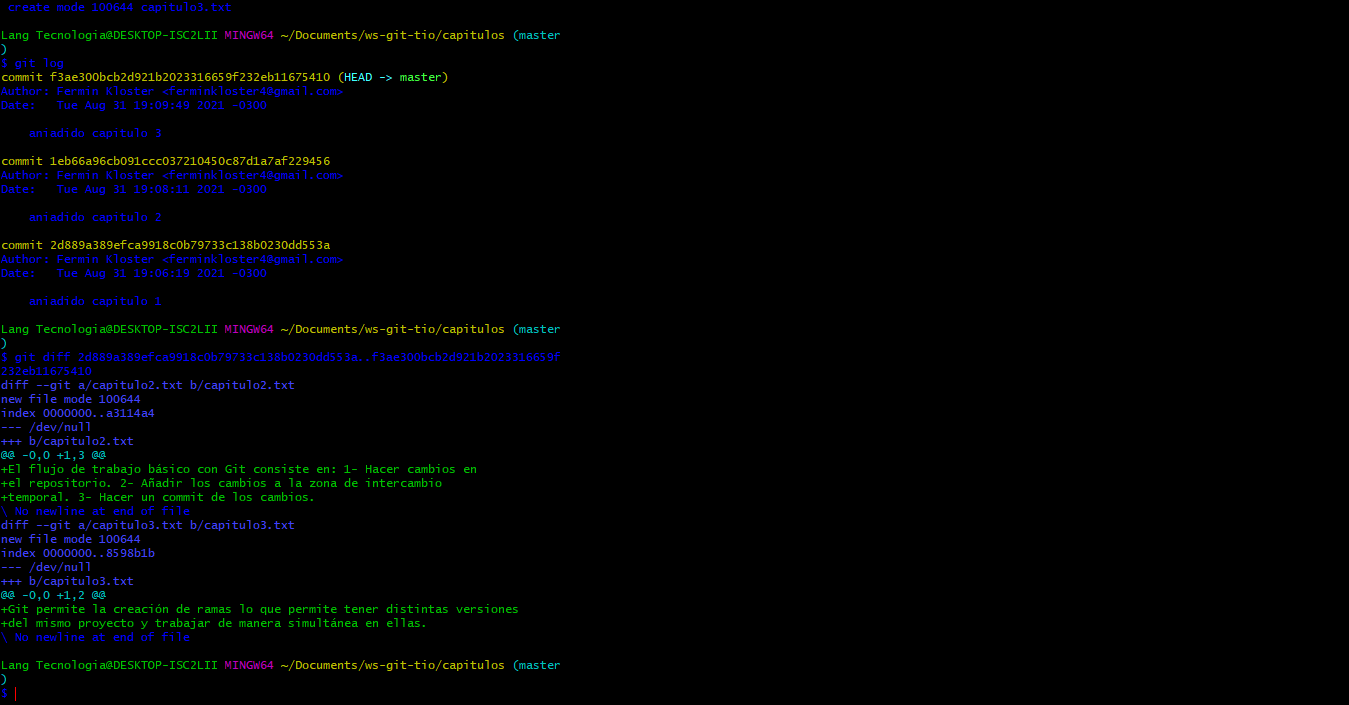 create mode 100644 capitulo3.txt
Lang Tecnologia@DESKTOP-ISC2LII MINGW64 ~/Documents/ws-git-tio/capitulos (master
)
$ git log
commit f3ae300bcb2d921b2023316659f232eb11675410 (HEAD -> master)
Author: Fermin Kloster <ferminkloster4@gmail.com>
Date:   Tue Aug 31 19:09:49 2021 -0300
aniadido capitulo 3
commit 1eb66a96cb091ccc037210450c87d1a7af229456
Author: Fermin Kloster <ferminkloster4@gmail.com>
Date:   Tue Aug 31 19:08:11 2021 -0300
aniadido capitulo 2
commit 2d889a389efca9918c0b79733c138b0230dd553a
Author: Fermin Kloster <ferminkloster4@gmail.com>
Date:   Tue Aug 31 19:06:19 2021 -0300
aniadido capitulo 1
Lang Tecnologia@DESKTOP-ISC2LII MINGW64 ~/Documents/ws-git-tio/capitulos (master
)
$ git diff 2d889a389efca9918c0b79733c138b0230dd553a..f3ae300bcb2d921b2023316659f
232eb11675410
diff --git a/capitulo2.txt b/capitulo2.txt
new file mode 100644
index 0000000..a3114a4
--- /dev/null
+++ b/capitulo2.txt
@@ -0,0 +1,3 @@
+El flujo de trabajo básico con Git consiste en: 1- Hacer cambios en
+el repositorio. 2- Añadir los cambios a la zona de intercambio
+temporal. 3- Hacer un commit de los cambios.
\ No newline at end of file
diff --git a/capitulo3.txt b/capitulo3.txt
new file mode 100644
index 0000000..8598b1b
--- /dev/null
+++ b/capitulo3.txt
@@ -0,0 +1,2 @@
+Git permite la creación de ramas lo que permite tener distintas versiones
+del mismo proyecto y trabajar de manera simultánea en ellas.
\ No newline at end of file
Lang Tecnologia@DESKTOP-ISC2LII MINGW64 ~/Documents/ws-git-tio/capitulos (master
)
$